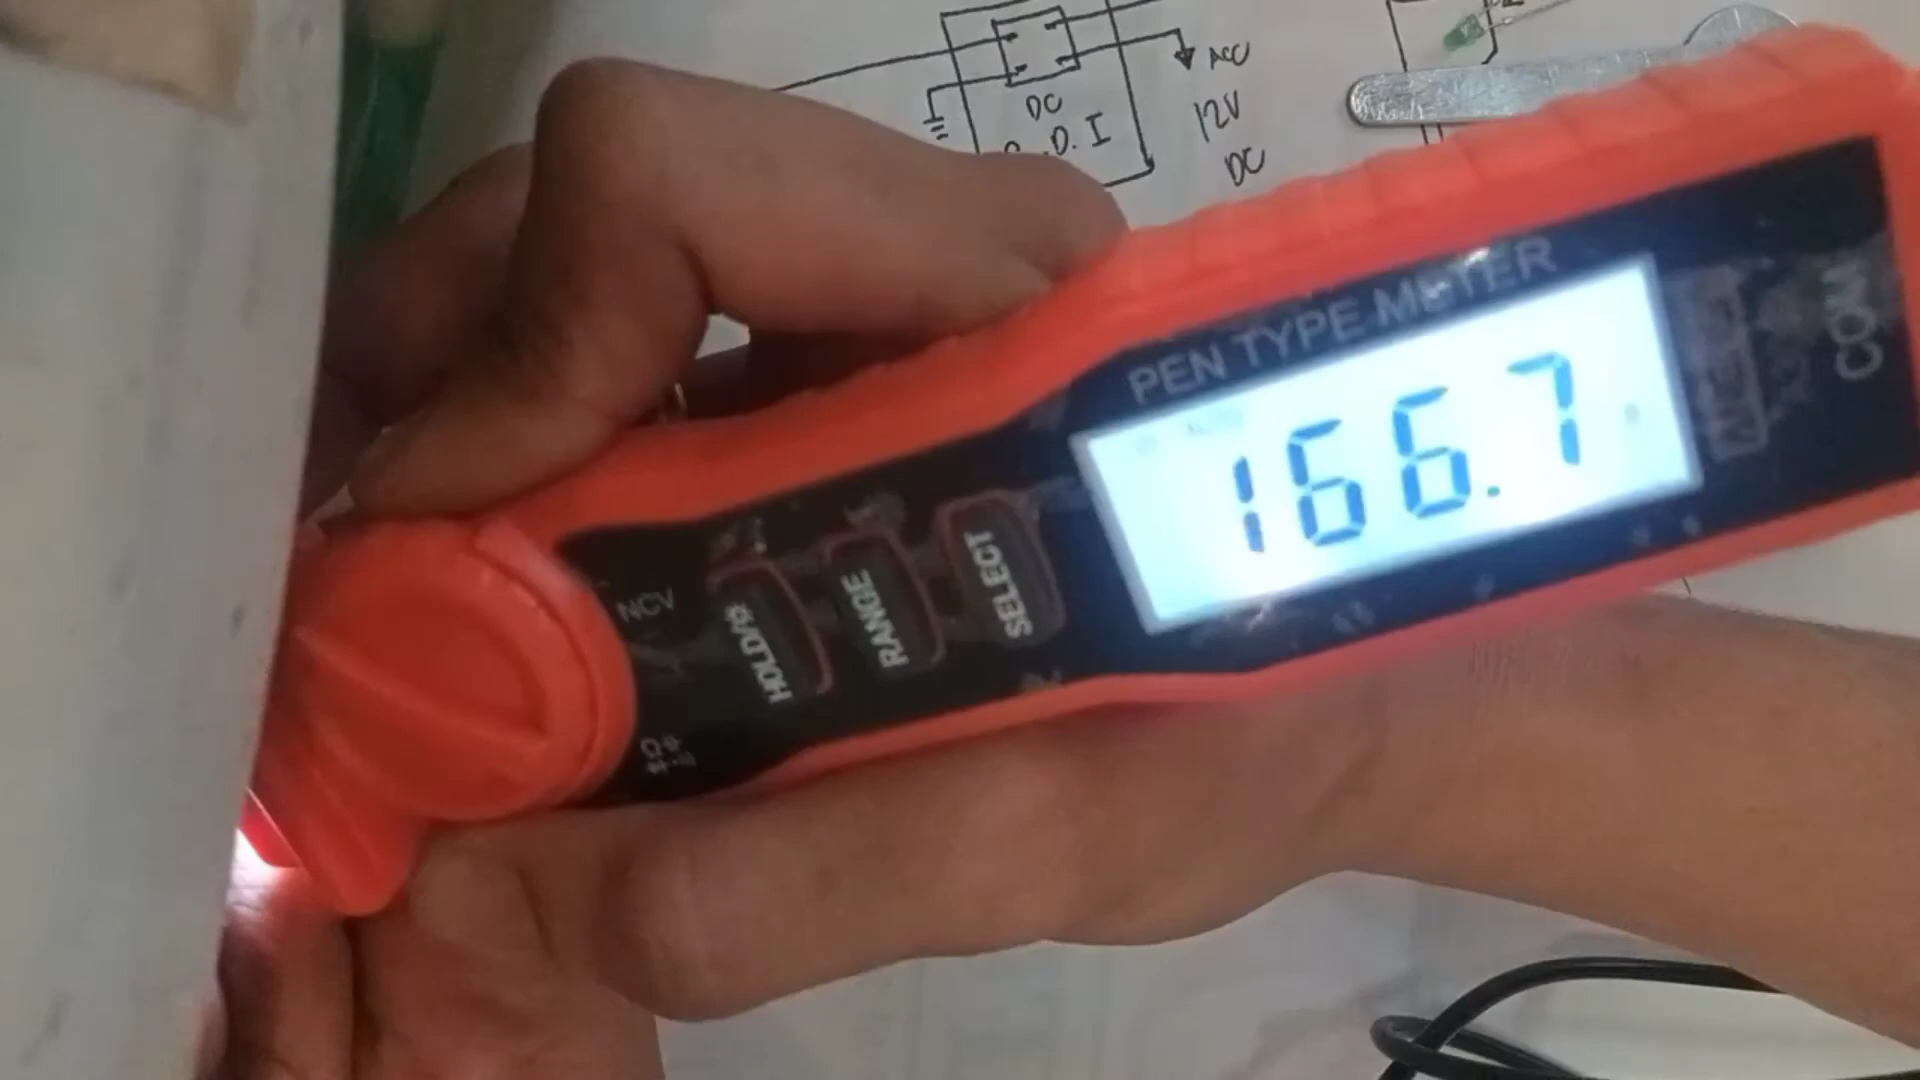 ACC
DC
12V
.D. I
DC
PEN TYPE METER
166.7
COM
SELECT
RANGE
HOLD/
NCV
Ω